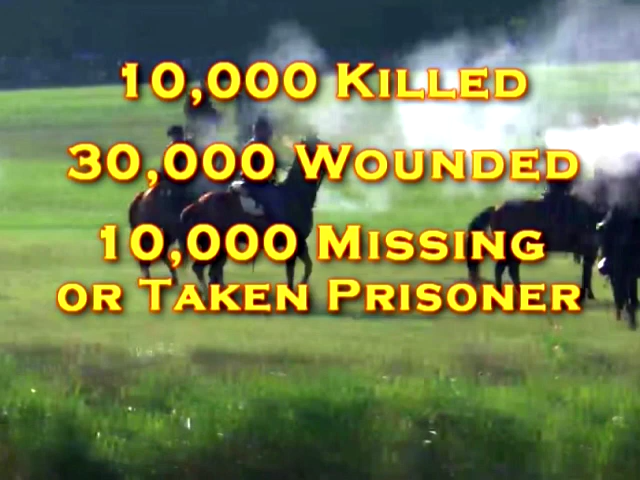 10,000 Killed
30,000 Wounded
10,000 Missing
or Taken Prisoner